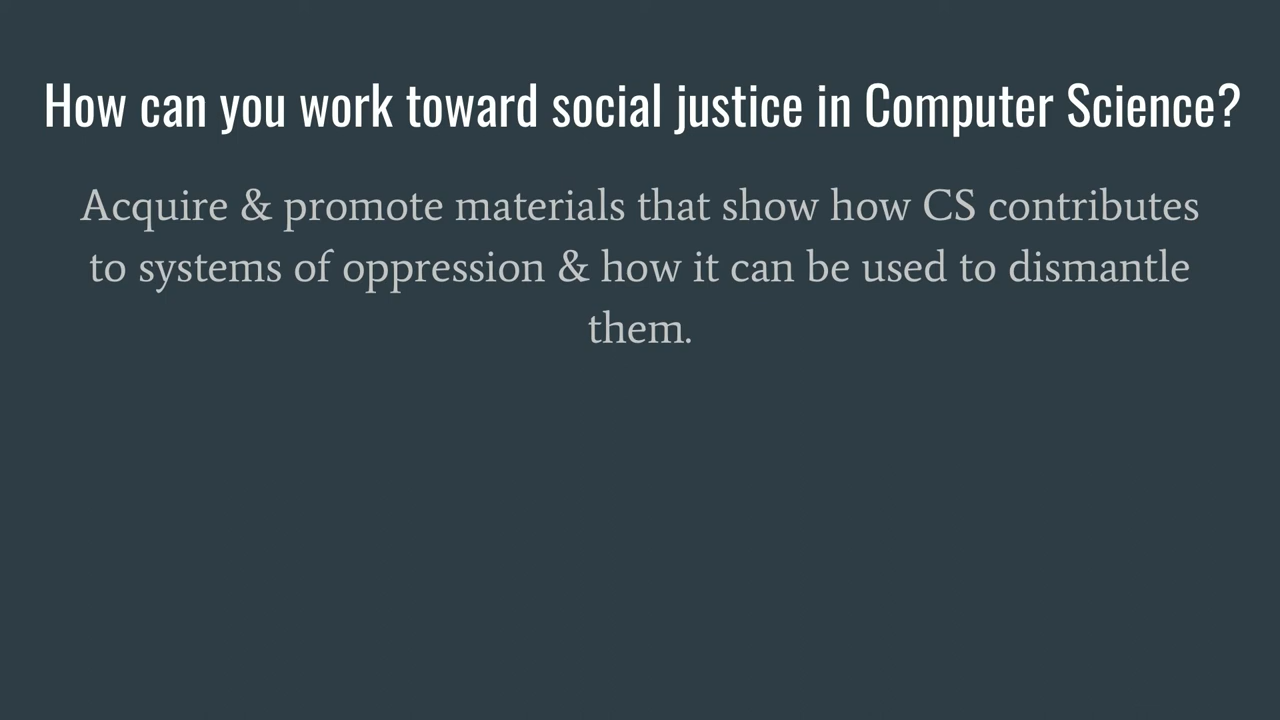 How can you work toward social justice in Computer Science?
Acquire & promote materials that show how CS contributes
to systems of oppression & how it can be used to dismantle
them.